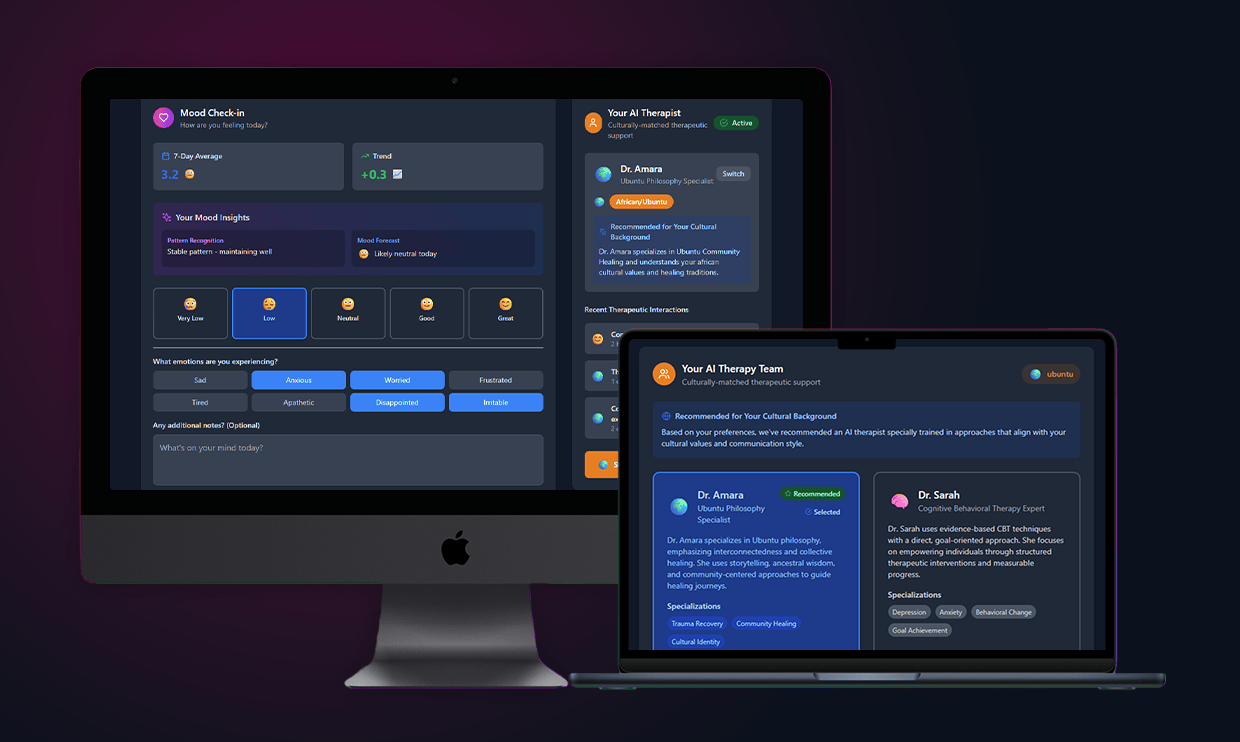 Mood Check-in
How are you feeling today?
7-Day Average
3.2
Trend
+0.3
Your Mood Insights
Pattern Recognition
Stable pattern - maintaining well
Mood Forecast
Likely neutral today
Very Low
Low
Neutral
Good
Great
What emotions are you experiencing?
Sad
Anxious
Worried
Frustrated
Tired
Apathetic
Disappointed
Irritable
Any additional notes? (Optional)
What's on your mind today?
Your AI Therapist
Culturally-matched therapeutic
support
Active
Dr. Amara
Ubuntu Philosophy Specialist
Switch
African/Ubuntu
Recommended for Your Cultural
Background
Dr. Amara specializes in Ubuntu Community
Healing and understands your african
cultural values and healing traditions.
Recent Therapeutic Interactions
Your AI Therapy Team
Culturally-matched therapeutic support
ubuntu
Recommended for Your Cultural Background
Based on your preferences, we've recommended an AI therapist specially trained in approaches that align with your
cultural values and communication style.
Dr. Amara
Ubuntu Philosophy
Specialist
Recommended
Selected
Dr. Amara specializes in Ubuntu philosophy,
emphasizing interconnectedness and collective
healing. She uses storytelling, ancestral wisdom,
and community-centered approaches to guide
healing journeys.
Specializations
Trauma Recovery
Community Healing
Cultural Identity
Dr. Sarah
Cognitive Behavioral Therapy Expert
Dr. Sarah uses evidence-based CBT techniques
with a direct, goal-oriented approach. She focuses
on empowering individuals through structured
therapeutic interventions and measurable
progress.
Specializations
Depression
Anxiety
Behavioral Change
Goal Achievement